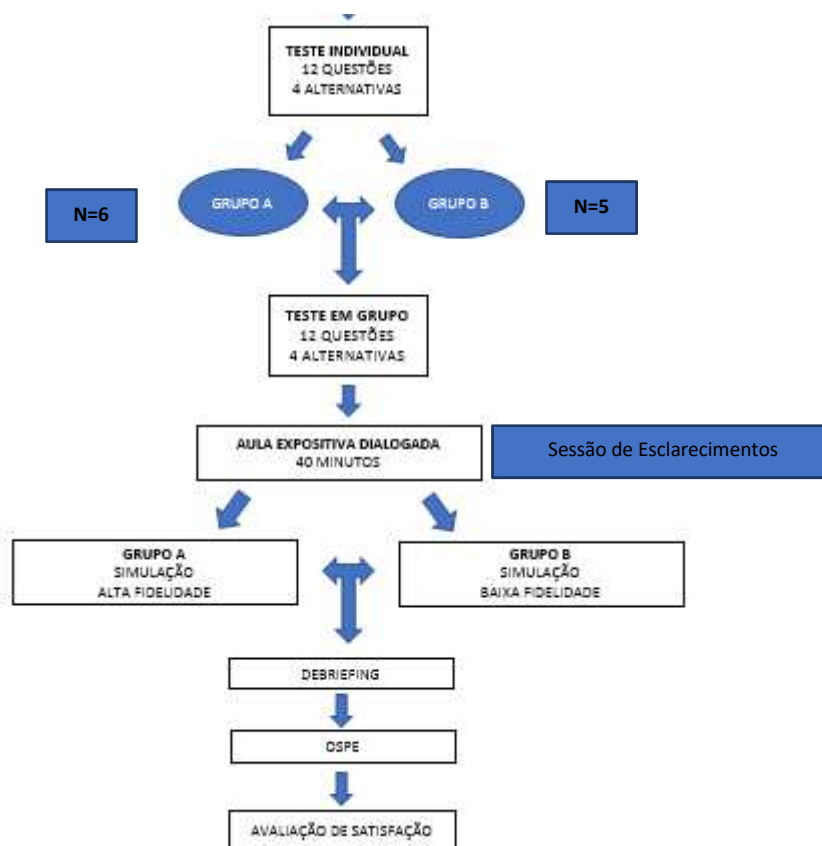 TESTE INDIVIDUAL
12 QUESTÕES
4 ALTERNATIVAS
N=6
GRUPO A
GRUPO B
N=5
TESTE EM GRUPO
12 QUESTÕES
4 ALTERNATIVAS
AULA EXPOSITIVA DIALOGADA
40 MINUTOS
Sessão de Esclarecimentos
GRUPO A
SIMULAÇÃO
ALTA FIDELIDADE
GRUPO B
SIMULAÇÃO
BAIXA FIDELIDADE
DEBRIEFING
OSPE
AVALIAÇÃO DE SATISFAÇÃO